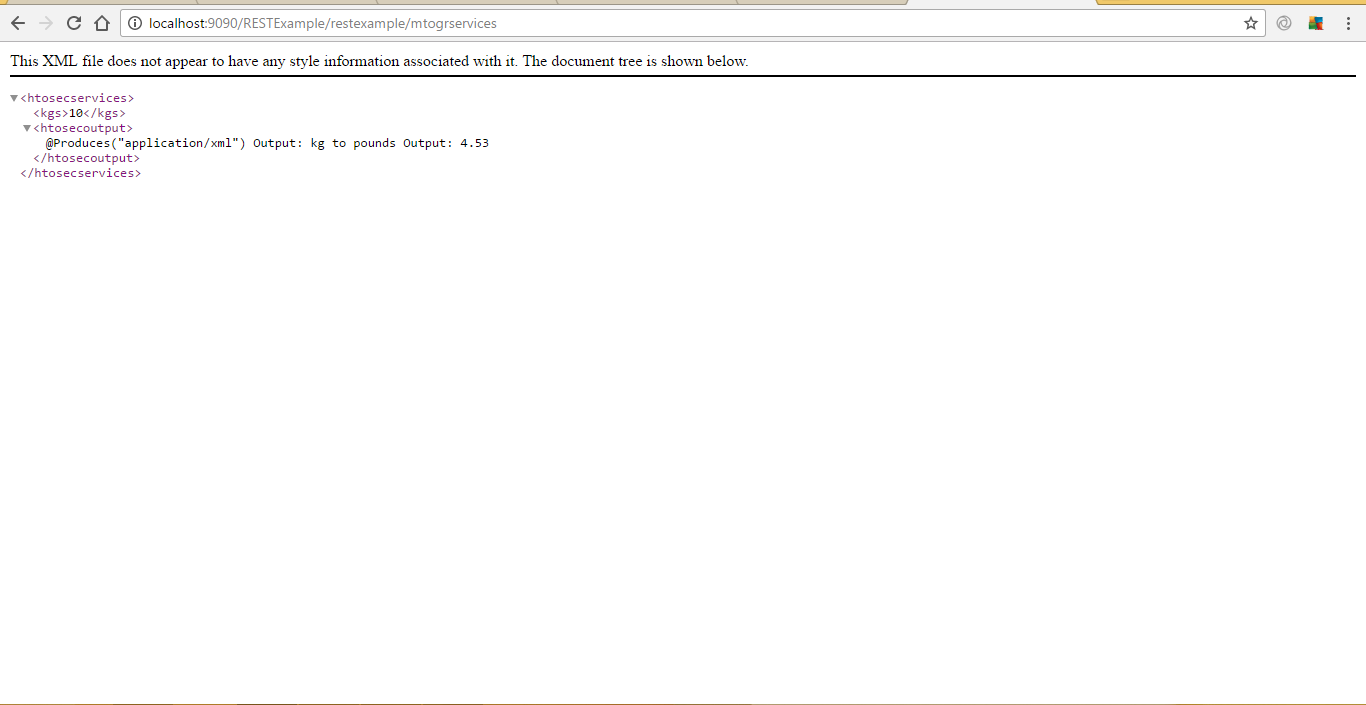 localhost:9090/RESTExample/restexample/mtogrservices
This XML file does not appear to have any style information associated with it. The document tree is shown below.
<htosecservices>
<kgs>10</kgs>
<htosecoutput>
@Produces("application/xml") Output: kg to pounds Output: 4.53
</htosecoutput>
</htosecservices>